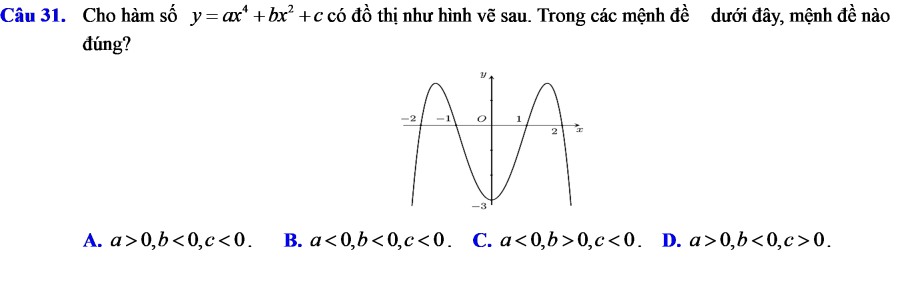 Câu 31. Cho hàm số y = ax⁴ + bx² + c có đồ thị như hình vẽ sau. Trong các mệnh đề dưới đây, mệnh đề nào
đúng?
y
-2 -1 O 1 2 x
-3
A. a > 0, b < 0, c < 0. B. a < 0, b < 0, c < 0. C. a < 0, b > 0, c < 0. D. a > 0, b < 0, c > 0.